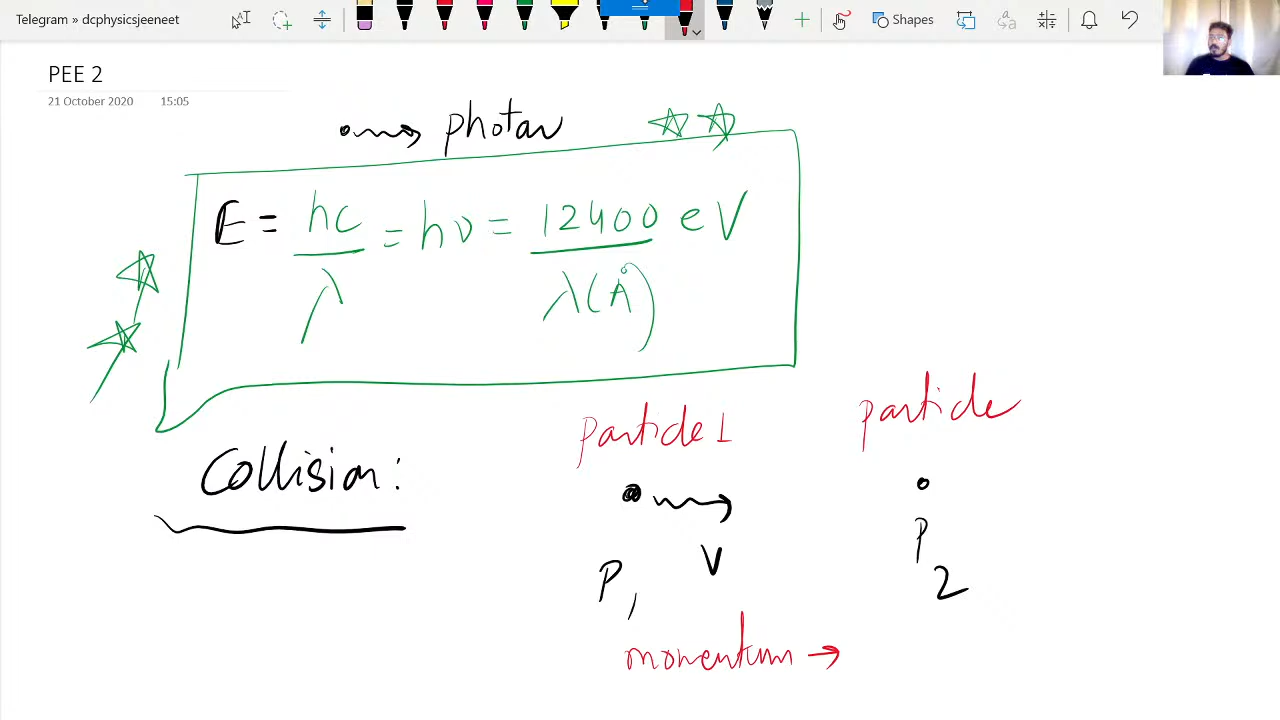 Telegram » dcphysicsjeeneet
Shapes
PEE 2
21 October 2020 15:05
photon
E = hc/λ = hν = 12400/λ(Å) eV
particle 1 particle
Collision:
P1 V P2
momentum →